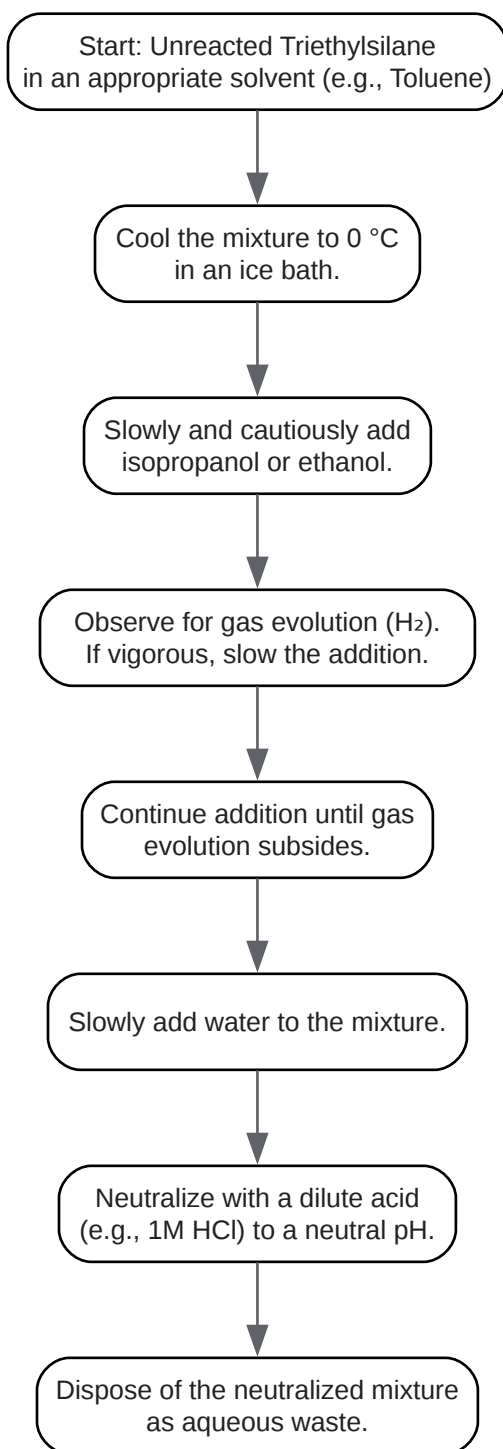 Start: Unreacted Triethylsilane
in an appropriate solvent (e.g., Toluene)
Cool the mixture to 0 °C
in an ice bath.
Slowly and cautiously add
isopropanol or ethanol.
Observe for gas evolution (H₂).
If vigorous, slow the addition.
Continue addition until gas
evolution subsides.
Slowly add water to the mixture.
Neutralize with a dilute acid
(e.g., 1M HCl) to a neutral pH.
Dispose of the neutralized mixture
as aqueous waste.